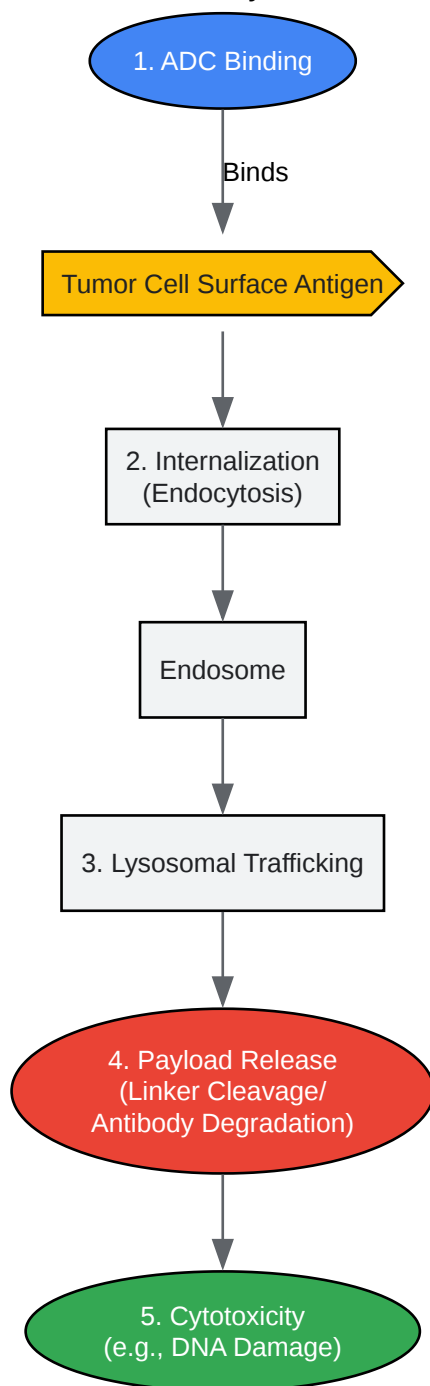 1. ADC Binding
Binds
Tumor Cell Surface Antigen
2. Internalization
(Endocytosis)
Endosome
3. Lysosomal Trafficking
4. Payload Release
(Linker Cleavage/
Antibody Degradation)
5. Cytotoxicity
(e.g., DNA Damage)